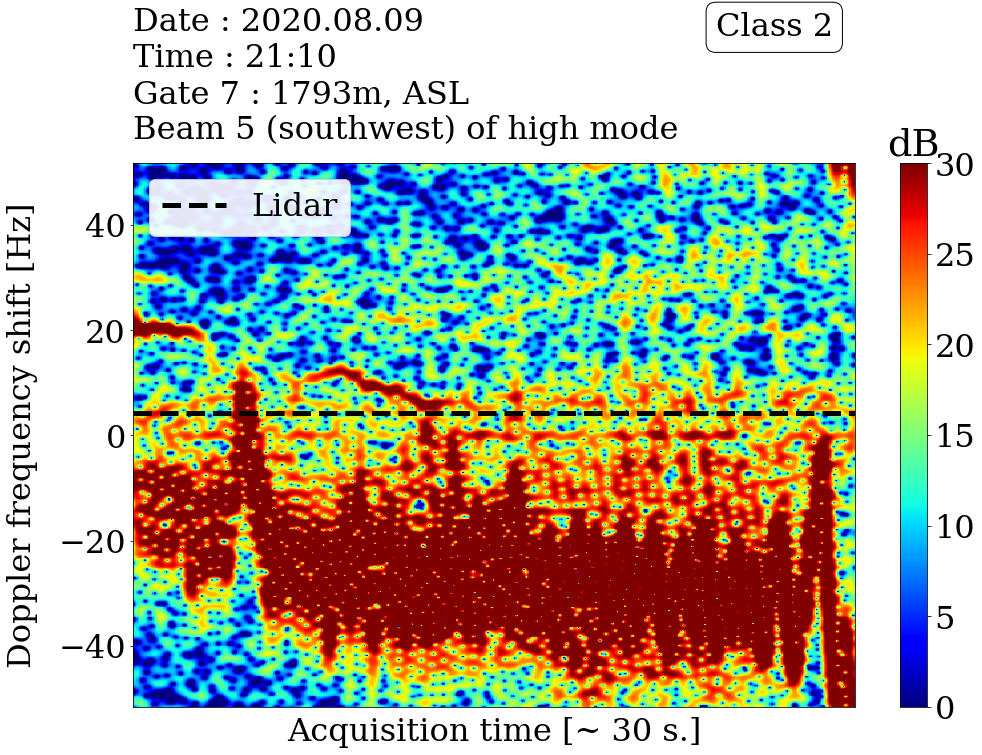 Date : 2020.08.09
Time : 21:10
Gate 7 : 1793m, ASL
Beam 5 (southwest) of high mode
Class 2
dB
Lidar
Doppler frequency shift [Hz]
40
20
0
−20
−40
Acquisition time [~ 30 s.]
30
25
20
15
10
5
0